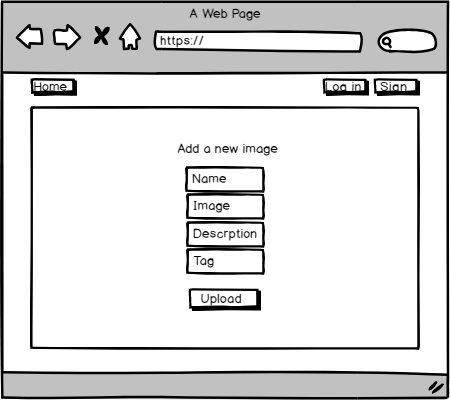 A Web Page
https://
Home Log in Sign
Add a new image
Name
Image
Descrption
Tag
Upload